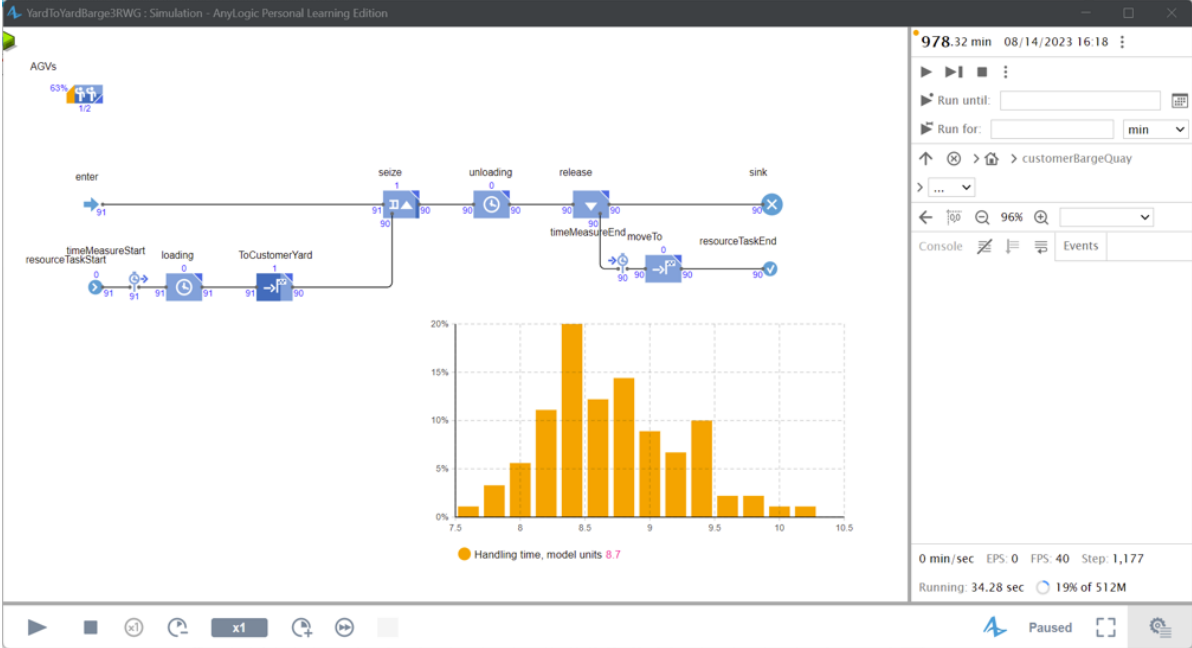 YardToYardBarge3RWG : Simulation - AnyLogic Personal Learning Edition
AGVs
63%
1/2
enter
91
seize
1
91 90
90
unloading
0
90 90
release
90 90
90
sink
90
resourceTaskStart
0
91
timeMeasureStart
91
loading
0
91 91
ToCustomerYard
1
91 90
timeMeasureEnd
90
moveTo
0
90 90
resourceTaskEnd
90
20%
15%
10%
5%
0%
7.5 8 8.5 9 9.5 10 10.5
Handling time, model units 8.7
978.32 min 08/14/2023 16:18
Run until:
Run for: min
> > customerBargeQuay
> ...
96%
Console Events
0 min/sec EPS: 0 FPS: 40 Step: 1,177
Running: 34.28 sec 19% of 512M
x1 x1 Paused